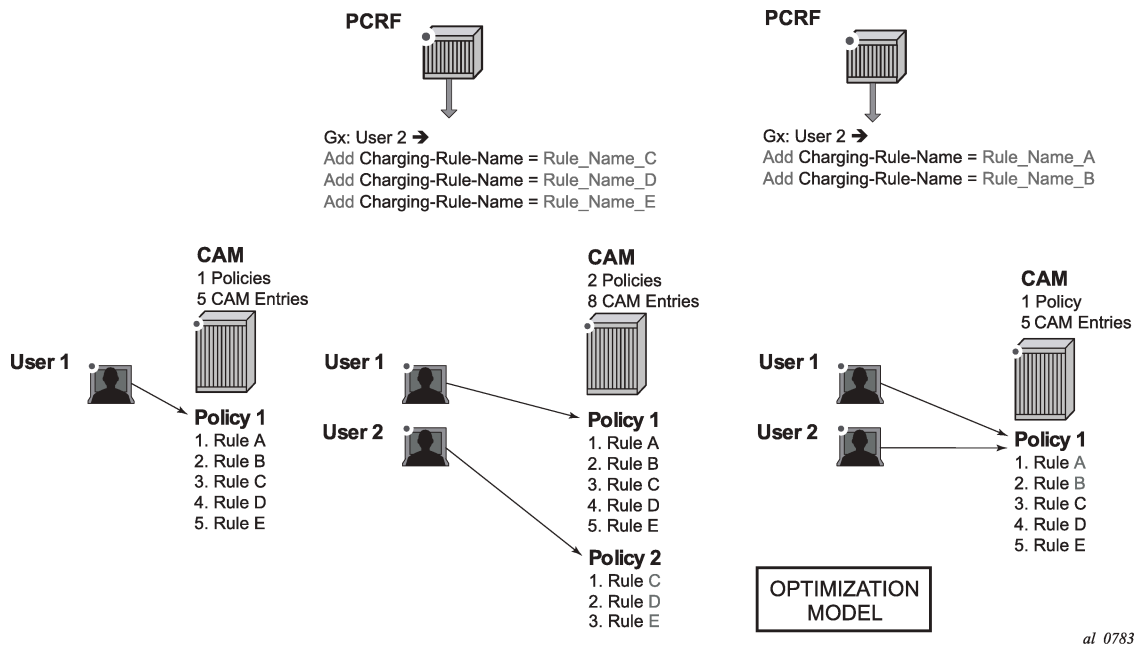 PCRF
Gx: User 2 ➔
Add Charging-Rule-Name = Rule_Name_C
Add Charging-Rule-Name = Rule_Name_D
Add Charging-Rule-Name = Rule_Name_E
PCRF
Gx: User 2 ➔
Add Charging-Rule-Name = Rule_Name_A
Add Charging-Rule-Name = Rule_Name_B
CAM
1 Policies
5 CAM Entries
User 1
Policy 1
1. Rule A
2. Rule B
3. Rule C
4. Rule D
5. Rule E
CAM
2 Policies
8 CAM Entries
User 1
User 2
Policy 1
1. Rule A
2. Rule B
3. Rule C
4. Rule D
5. Rule E
Policy 2
1. Rule C
2. Rule D
3. Rule E
CAM
1 Policy
5 CAM Entries
User 1
User 2
Policy 1
1. Rule A
2. Rule B
3. Rule C
4. Rule D
5. Rule E
OPTIMIZATION
MODEL
al_0783